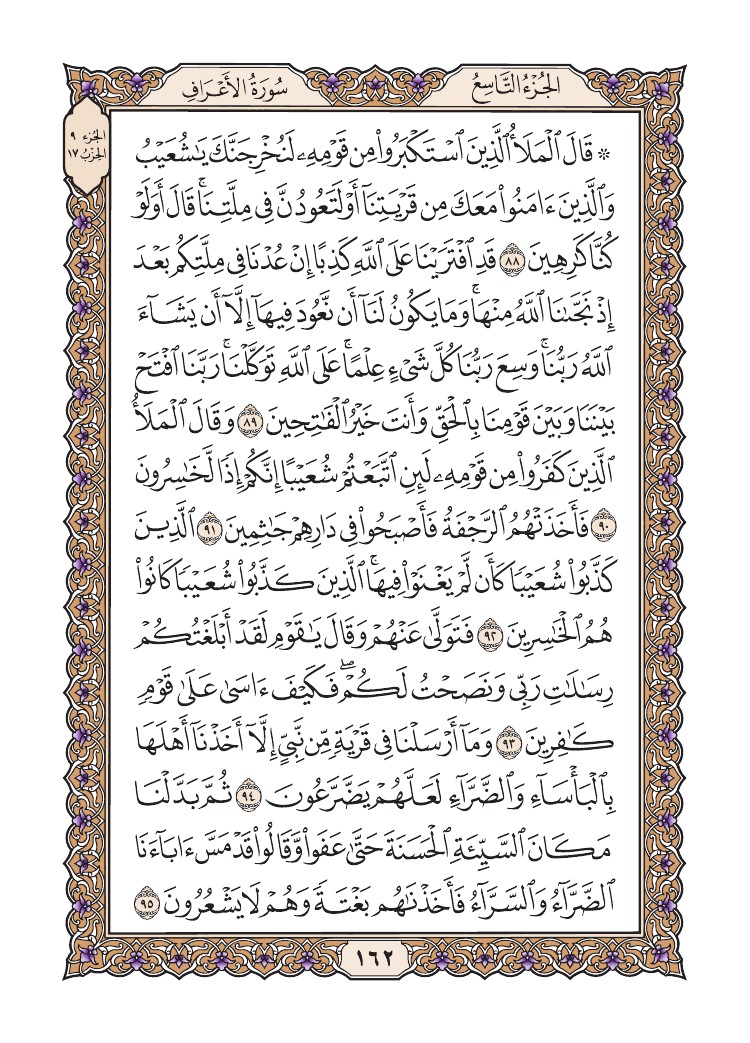 الجُزْءُ التَّاسِعُ
سُورَةُ الأَعْرَافِ
الجُزء ٩
الحِزْبُ ١٧
۞ قَالَ ٱلْمَلَأُ ٱلَّذِينَ ٱسْتَكْبَرُوا۟ مِن قَوْمِهِۦ لَنُخْرِجَنَّكَ يَـٰشُعَيْبُ
وَٱلَّذِينَ ءَامَنُوا۟ مَعَكَ مِن قَرْيَتِنَآ أَوْ لَتَعُودُنَّ فِى مِلَّتِنَا ۚ قَالَ أَوَلَوْ
كُنَّا كَـٰرِهِينَ ٨٨ قَدِ ٱفْتَرَيْنَا عَلَى ٱللَّهِ كَذِبًا إِنْ عُدْنَا فِى مِلَّتِكُم بَعْدَ
إِذْ نَجَّىٰنَا ٱللَّهُ مِنْهَا ۚ وَمَا يَكُونُ لَنَآ أَن نَّعُودَ فِيهَآ إِلَّآ أَن يَشَآءَ
ٱللَّهُ رَبُّنَا ۚ وَسِعَ رَبُّنَا كُلَّ شَىْءٍ عِلْمًا ۚ عَلَى ٱللَّهِ تَوَكَّلْنَا ۚ رَبَّنَا ٱفْتَحْ
بَيْنَنَا وَبَيْنَ قَوْمِنَا بِٱلْحَقِّ وَأَنتَ خَيْرُ ٱلْفَـٰتِحِينَ ٨٩ وَقَالَ ٱلْمَلَأُ
ٱلَّذِينَ كَفَرُوا۟ مِن قَوْمِهِۦ لَئِنِ ٱتَّبَعْتُمْ شُعَيْبًا إِنَّكُمْ إِذًا لَّخَـٰسِرُونَ
٩٠ فَأَخَذَتْهُمُ ٱلرَّجْفَةُ فَأَصْبَحُوا۟ فِى دَارِهِمْ جَـٰثِمِينَ ٩١ ٱلَّذِينَ
كَذَّبُوا۟ شُعَيْبًا كَأَن لَّمْ يَغْنَوْا۟ فِيهَا ۚ ٱلَّذِينَ كَذَّبُوا۟ شُعَيْبًا كَانُوا۟
هُمُ ٱلْخَـٰسِرِينَ ٩٢ فَتَوَلَّىٰ عَنْهُمْ وَقَالَ يَـٰقَوْمِ لَقَدْ أَبْلَغْتُكُمْ
رِسَـٰلَـٰتِ رَبِّى وَنَصَحْتُ لَكُمْ ۖ فَكَيْفَ ءَاسَىٰ عَلَىٰ قَوْمٍ
كَـٰفِرِينَ ٩٣ وَمَآ أَرْسَلْنَا فِى قَرْيَةٍ مِّن نَّبِىٍّ إِلَّآ أَخَذْنَآ أَهْلَهَا
بِٱلْبَأْسَآءِ وَٱلضَّرَّآءِ لَعَلَّهُمْ يَضَّرَّعُونَ ٩٤ ثُمَّ بَدَّلْنَا
مَكَانَ ٱلسَّيِّئَةِ ٱلْحَسَنَةَ حَتَّىٰ عَفَوا۟ وَّقَالُوا۟ قَدْ مَسَّ ءَابَآءَنَا
ٱلضَّرَّآءُ وَٱلسَّرَّآءُ فَأَخَذْنَـٰهُم بَغْتَةً وَهُمْ لَا يَشْعُرُونَ ٩٥
١٦٢